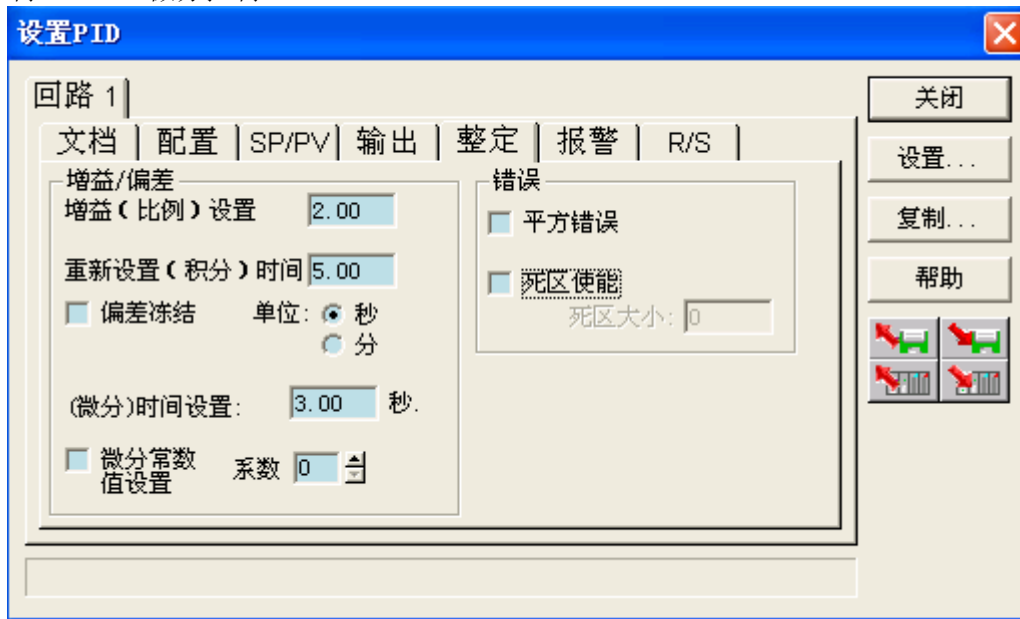 设置PID
回路 1
文档 配置 SP/PV 输出 整定 报警 R/S
增益/偏差
增益(比例)设置 2.00
重新设置(积分)时间 5.00
偏差冻结 单位: 秒
分
(微分)时间设置: 3.00 秒.
微分常数
值设置
系数 0
错误
平方错误
死区使能
死区大小: 0
关闭
设置...
复制...
帮助